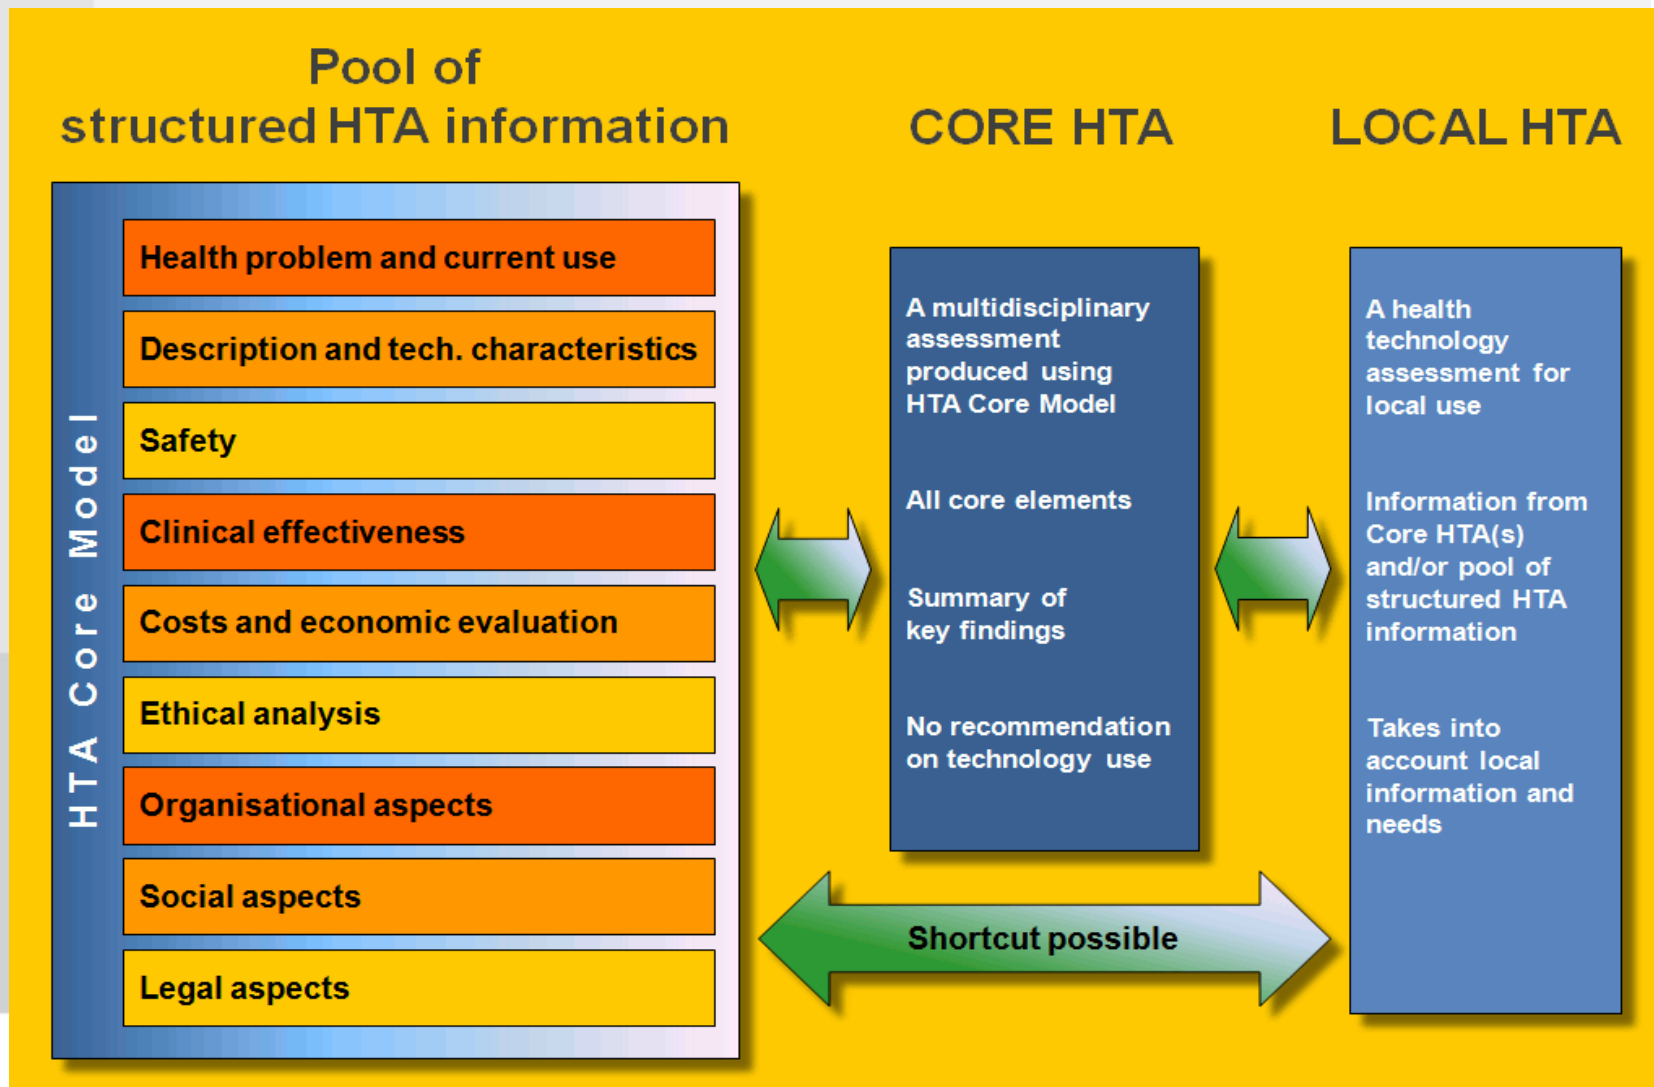 Pool of
structured HTA information
CORE HTA
LOCAL HTA
HTA Core Model
Health problem and current use
Description and tech. characteristics
Safety
Clinical effectiveness
Costs and economic evaluation
Ethical analysis
Organisational aspects
Social aspects
Legal aspects
A multidisciplinary
assessment
produced using
HTA Core Model
All core elements
Summary of
key findings
No recommendation
on technology use
A health
technology
assessment for
local use
Information from
Core HTA(s)
and/or pool of
structured HTA
information
Takes into
account local
information and
needs
Shortcut possible